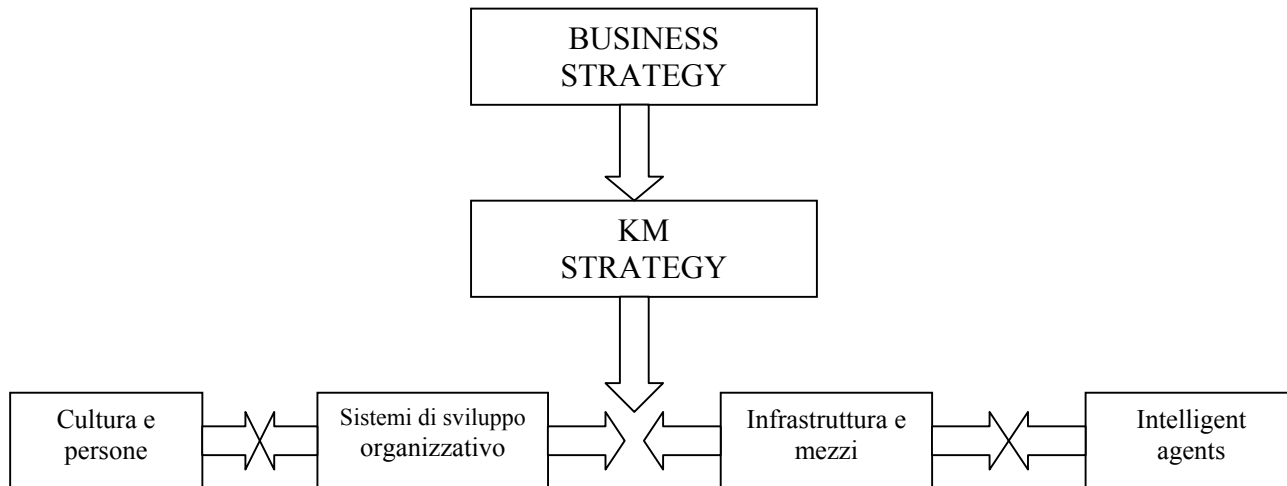 BUSINESS
STRATEGY
KM
STRATEGY
Cultura e
persone
Sistemi di sviluppo
organizzativo
Infrastruttura e
mezzi
Intelligent
agents